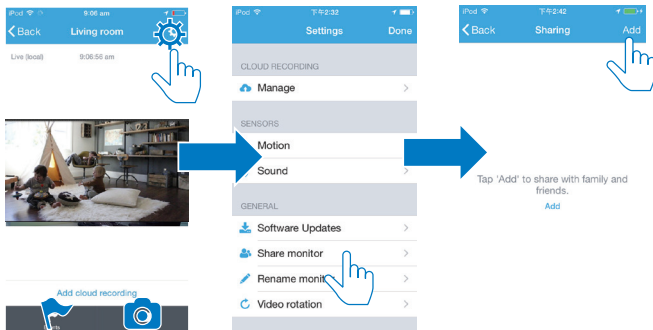 iPod
9:06 am
Back
Living room
Live (local)
9:06:56 am
Add cloud recording
iPod
下午2:32
Settings
Done
CLOUD RECORDING
Manage
SENSORS
Motion
Sound
GENERAL
Software Updates
Share monitor
Rename monitor
Video rotation
iPod
下午2:42
Back
Sharing
Add
Tap 'Add' to share with family and
friends.
Add